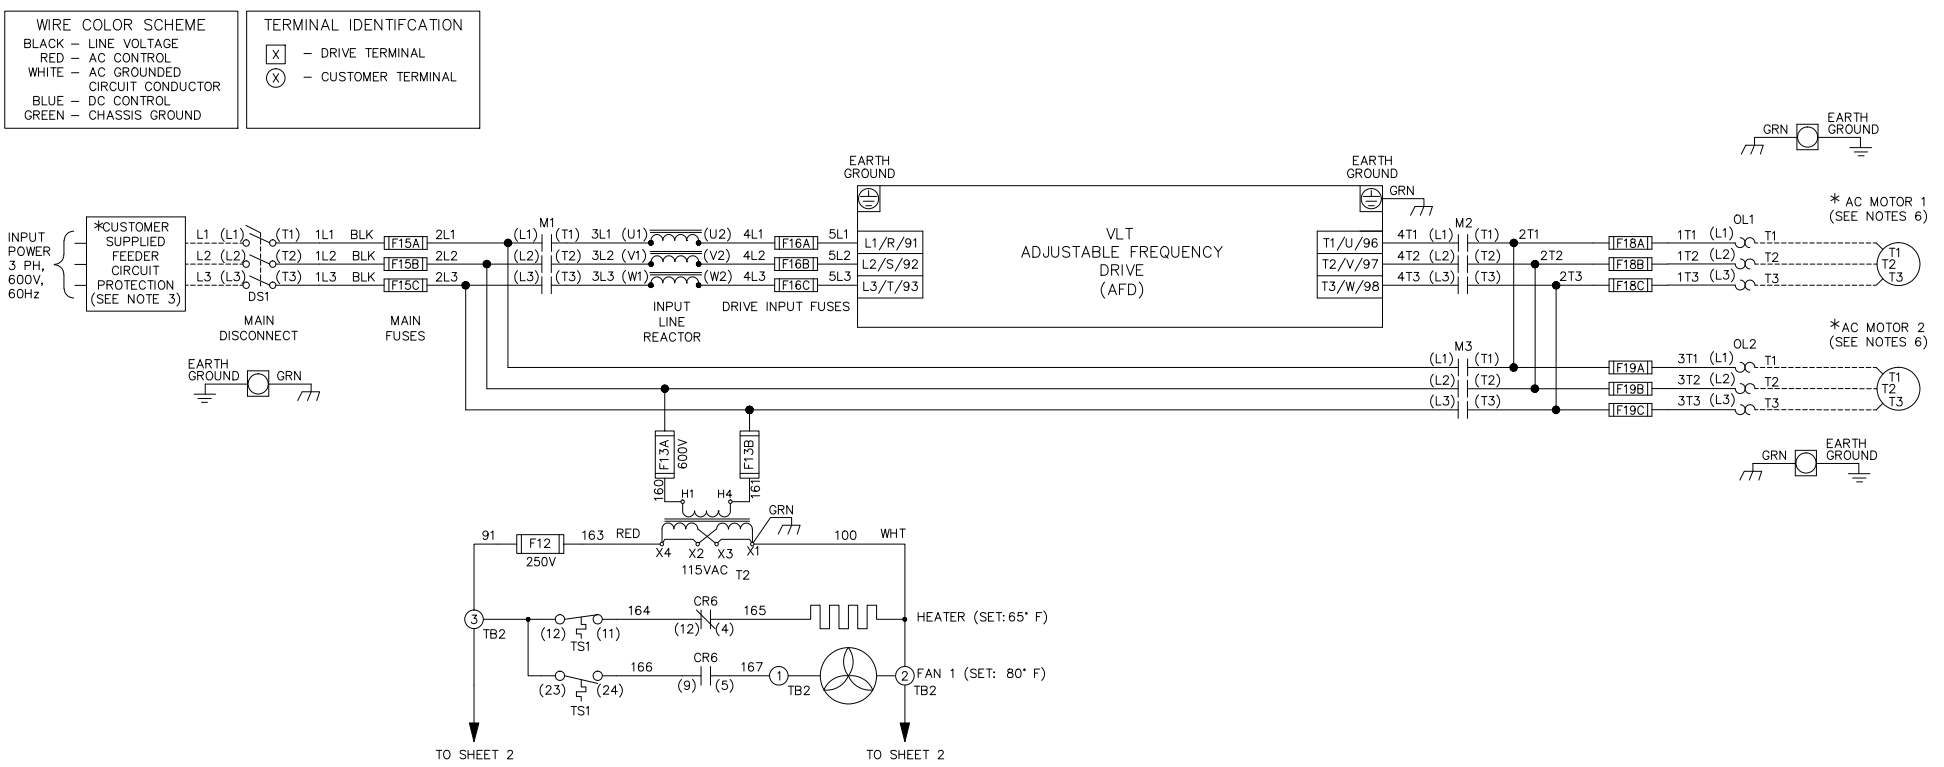 WIRE COLOR SCHEME
BLACK – LINE VOLTAGE
RED – AC CONTROL
WHITE – AC GROUNDED
CIRCUIT CONDUCTOR
BLUE – DC CONTROL
GREEN – CHASSIS GROUND
TERMINAL IDENTIFCATION
X – DRIVE TERMINAL
X – CUSTOMER TERMINAL
INPUT
POWER
3 PH,
600V,
60Hz
*CUSTOMER
SUPPLIED
FEEDER
CIRCUIT
PROTECTION
(SEE NOTE 3)
L1 (L1) (T1) 1L1 BLK F15A 2L1 (L1) M1 (T1) 3L1 (U1) (U2) 4L1 F16A 5L1 L1/R/91
L2 (L2) (T2) 1L2 BLK F15B 2L2 (L2) (T2) 3L2 (V1) (V2) 4L2 F16B 5L2 L2/S/92
L3 (L3) (T3) 1L3 BLK F15C 2L3 (L3) (T3) 3L3 (W1) (W2) 4L3 F16C 5L3 L3/T/93
DS1
MAIN
DISCONNECT
MAIN
FUSES
INPUT
LINE
REACTOR
DRIVE INPUT FUSES
EARTH
GROUND
GRN
EARTH
GROUND
VLT
ADJUSTABLE FREQUENCY
DRIVE
(AFD)
EARTH
GROUND
GRN
T1/U/96 4T1 (L1) M2 (T1) 2T1 F18A 1T1 (L1) OL1 T1
T2/V/97 4T2 (L2) (T2) 2T2 F18B 1T2 (L2) T2
T3/W/98 4T3 (L3) (T3) 2T3 F18C 1T3 (L3) T3
GRN
EARTH
GROUND
* AC MOTOR 1
(SEE NOTES 6)
T1
T2
T3
(L1) M3 (T1) F19A 3T1 (L1) OL2 T1
(L2) (T2) F19B 3T2 (L2) T2
(L3) (T3) F19C 3T3 (L3) T3
*AC MOTOR 2
(SEE NOTES 6)
T1
T2
T3
GRN
EARTH
GROUND
F13A
600V
F13B
160
161
H1 H4
GRN
91 F12 163 RED
250V
X4 X2 X3 X1
100 WHT
115VAC T2
3
TB2
(12) (11)
TS1
164
CR6
(12) (4)
165
HEATER (SET:65° F)
(23) (24)
TS1
166
CR6
(9) (5)
167
1
TB2
2
TB2
FAN 1 (SET: 80° F)
TO SHEET 2
TO SHEET 2